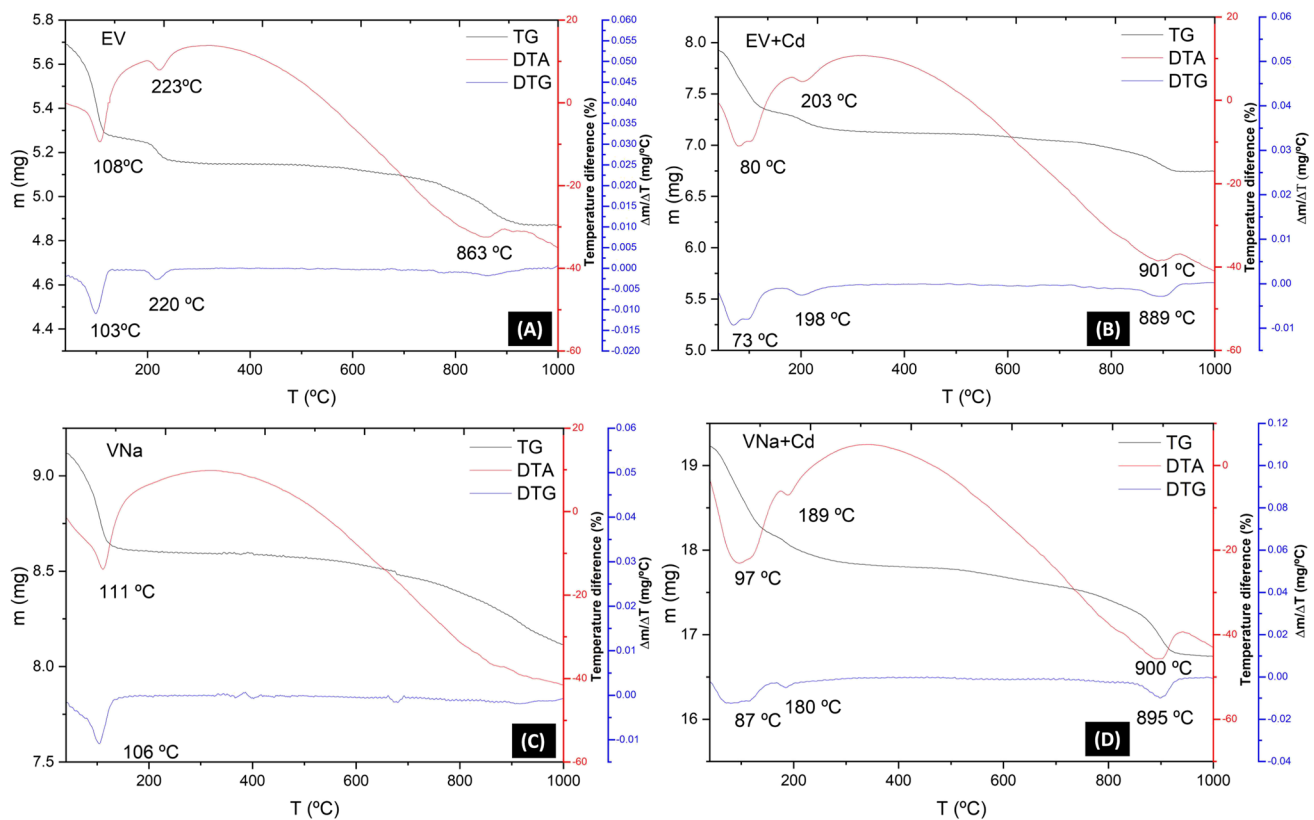 EV
TG
DTA
DTG
223ºC
108ºC
863 ºC
220 ºC
103ºC
(A)
5.8
5.6
5.4
5.2
5.0
4.8
4.6
4.4
m (mg)
200
400
600
800
1000
T (ºC)
20
0
-20
-40
-60
Temperature diference (%)
0.060
0.055
0.050
0.045
0.040
0.035
0.030
0.025
0.020
0.015
0.010
0.005
0.000
-0.005
-0.010
-0.015
-0.020
Δm/ΔT (mg/ºC)
EV+Cd
TG
DTA
DTG
203 ºC
80 ºC
901 ºC
198 ºC
73 ºC
889 ºC
(B)
8.0
7.5
7.0
6.5
6.0
5.5
5.0
m (mg)
200
400
600
800
1000
T (ºC)
20
0
-20
-40
-60
Temperature diference (%)
0.06
0.05
0.04
0.03
0.02
0.01
0.00
-0.01
Δm/ΔT (mg/ºC)
VNa
TG
DTA
DTG
111 ºC
106 ºC
(C)
9.0
8.5
8.0
7.5
m (mg)
200
400
600
800
1000
T (ºC)
20
0
-20
-40
-60
Temperature diference (%)
0.06
0.05
0.04
0.03
0.02
0.01
0.00
-0.01
Δm/ΔT (mg/ºC)
VNa+Cd
TG
DTA
DTG
189 ºC
97 ºC
900 ºC
87 ºC
180 ºC
895 ºC
(D)
19
18
17
16
m (mg)
200
400
600
800
1000
T (ºC)
0
-20
-40
-60
Temperature diference (%)
0.12
0.10
0.08
0.06
0.04
0.02
0.00
-0.02
-0.04
Δm/ΔT (mg/ºC)